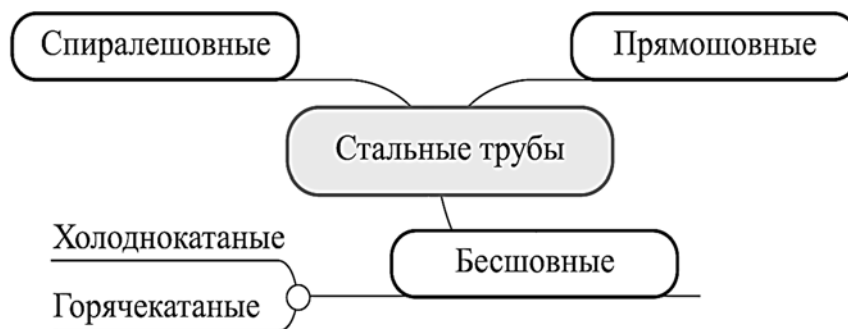 Спиралешовные
Прямошовные
Стальные трубы
Холоднокатаные
Бесшовные
Горячекатаные